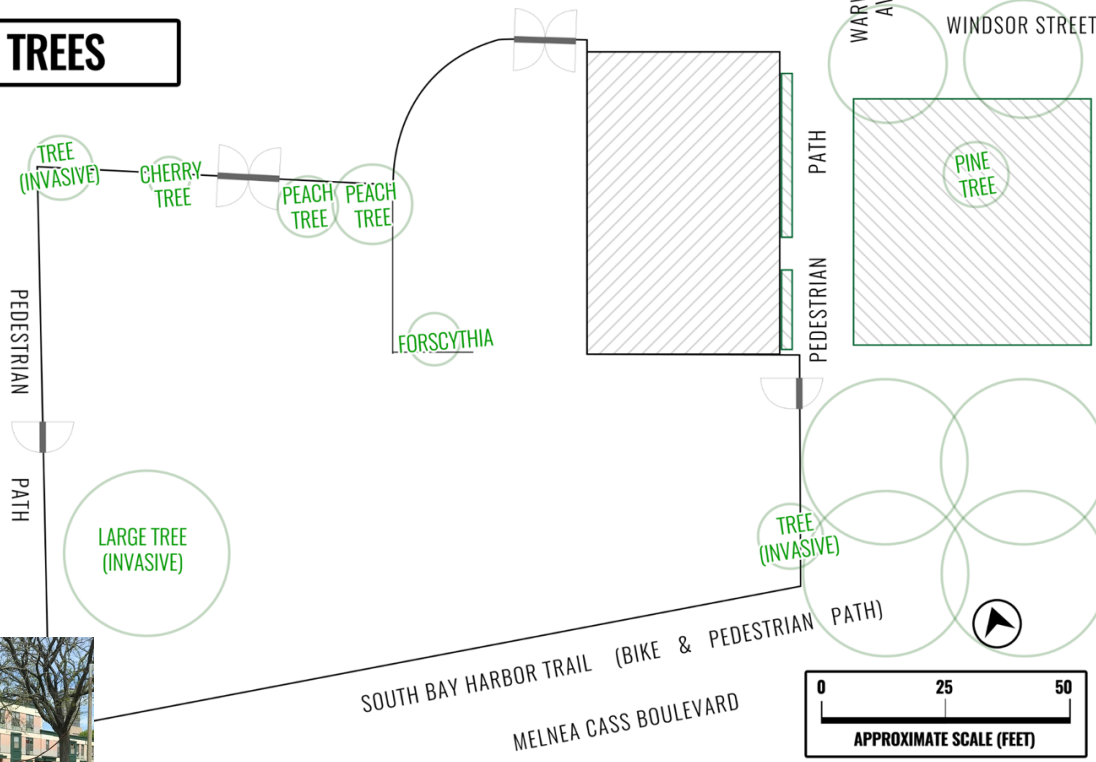 TREES
WINDSOR STREET
TREE
(INVASIVE)
CHERRY
TREE
PEACH
TREE
PEACH
TREE
PATH
PINE
TREE
PEDESTRIAN
PEDESTRIAN
FORSCYTHIA
PATH
LARGE TREE
(INVASIVE)
TREE
(INVASIVE)
SOUTH BAY HARBOR TRAIL (BIKE & PEDESTRIAN PATH)
MELNEA CASS BOULEVARD
0 25 50
APPROXIMATE SCALE (FEET)